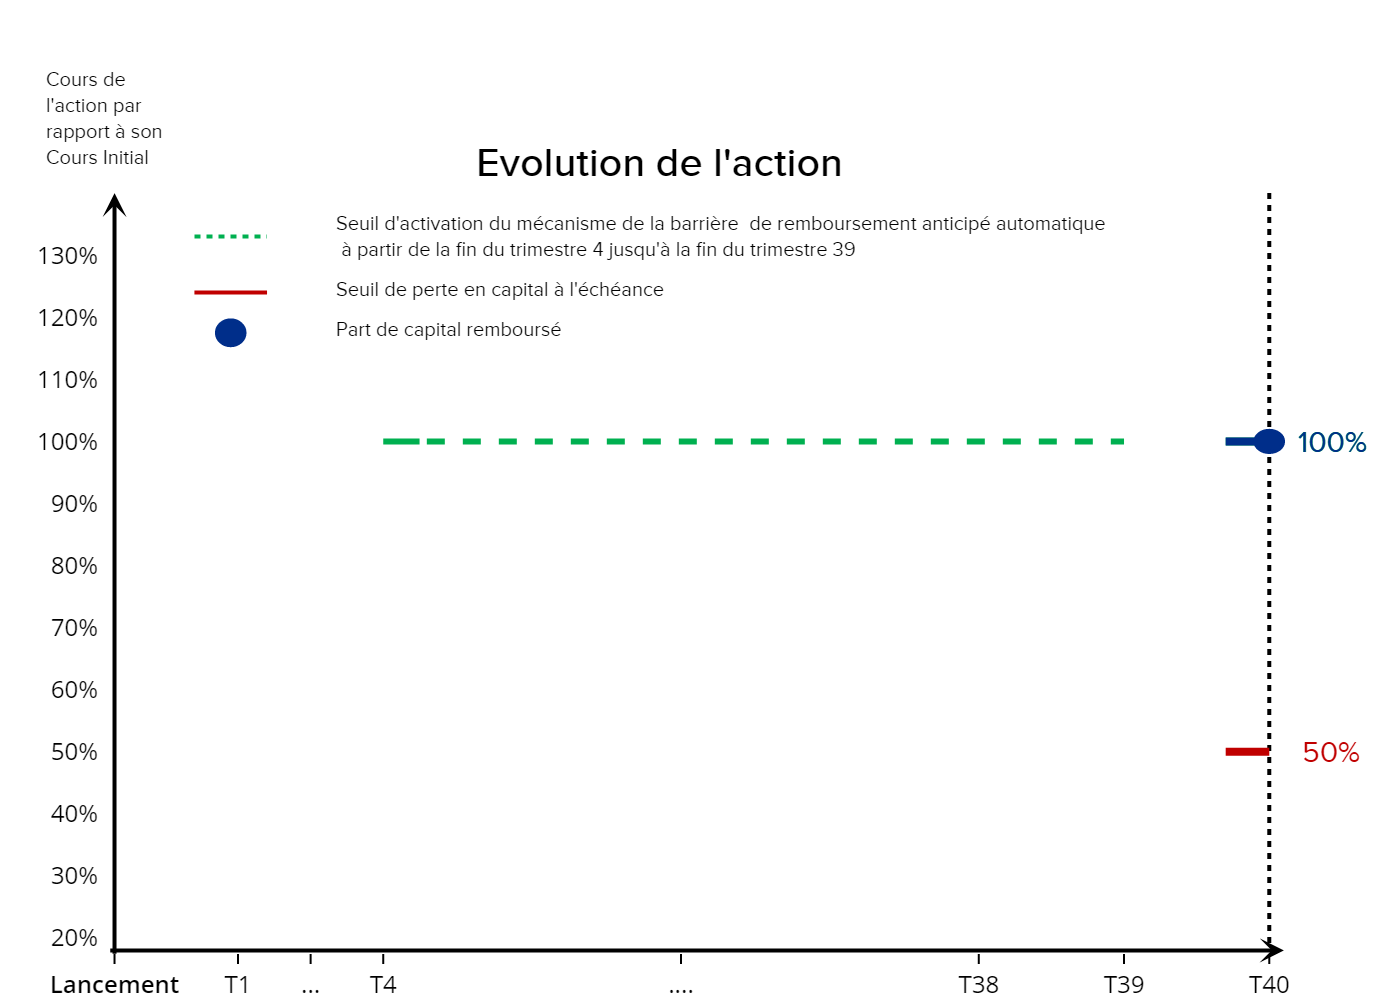 Cours de
l'action par
rapport à son
Cours Initial
Evolution de l'action
Seuil d'activation du mécanisme de la barrière  de remboursement anticipé automatique
à partir de la fin du trimestre 4 jusqu'à la fin du trimestre 39
Seuil de perte en capital à l'échéance
Part de capital remboursé
130%
120%
110%
100%
90%
80%
70%
60%
50%
40%
30%
20%
100%
50%
Lancement
T1
...
T4
....
T38
T39
T40